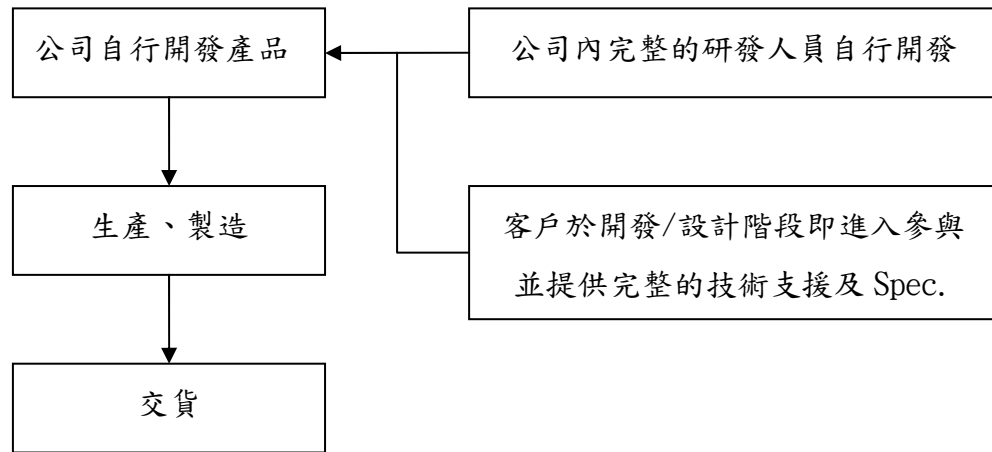 公司自行開發產品
公司內完整的研發人員自行開發
生產、製造
客戶於開發/設計階段即進入參與
並提供完整的技術支援及 Spec.
交貨